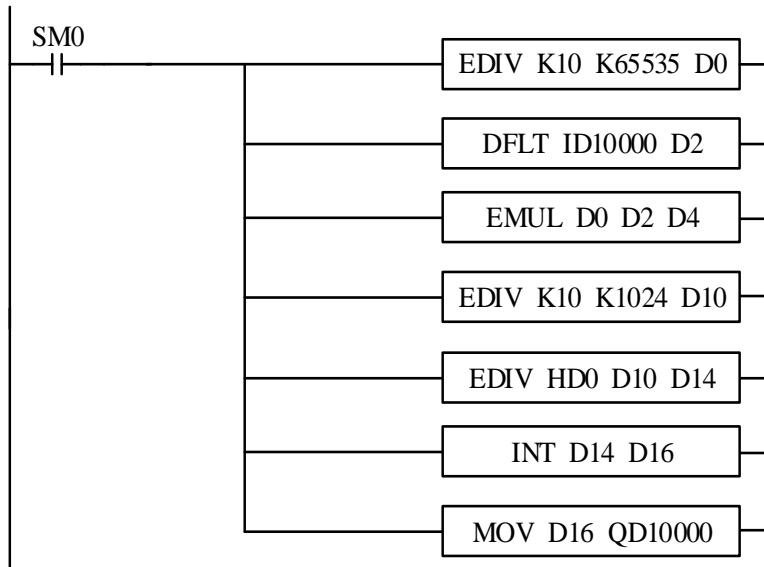 SM0
EDIV K10 K65535 D0
DFLT ID10000 D2
EMUL D0 D2 D4
EDIV K10 K1024 D10
EDIV HD0 D10 D14
INT D14 D16
MOV D16 QD10000